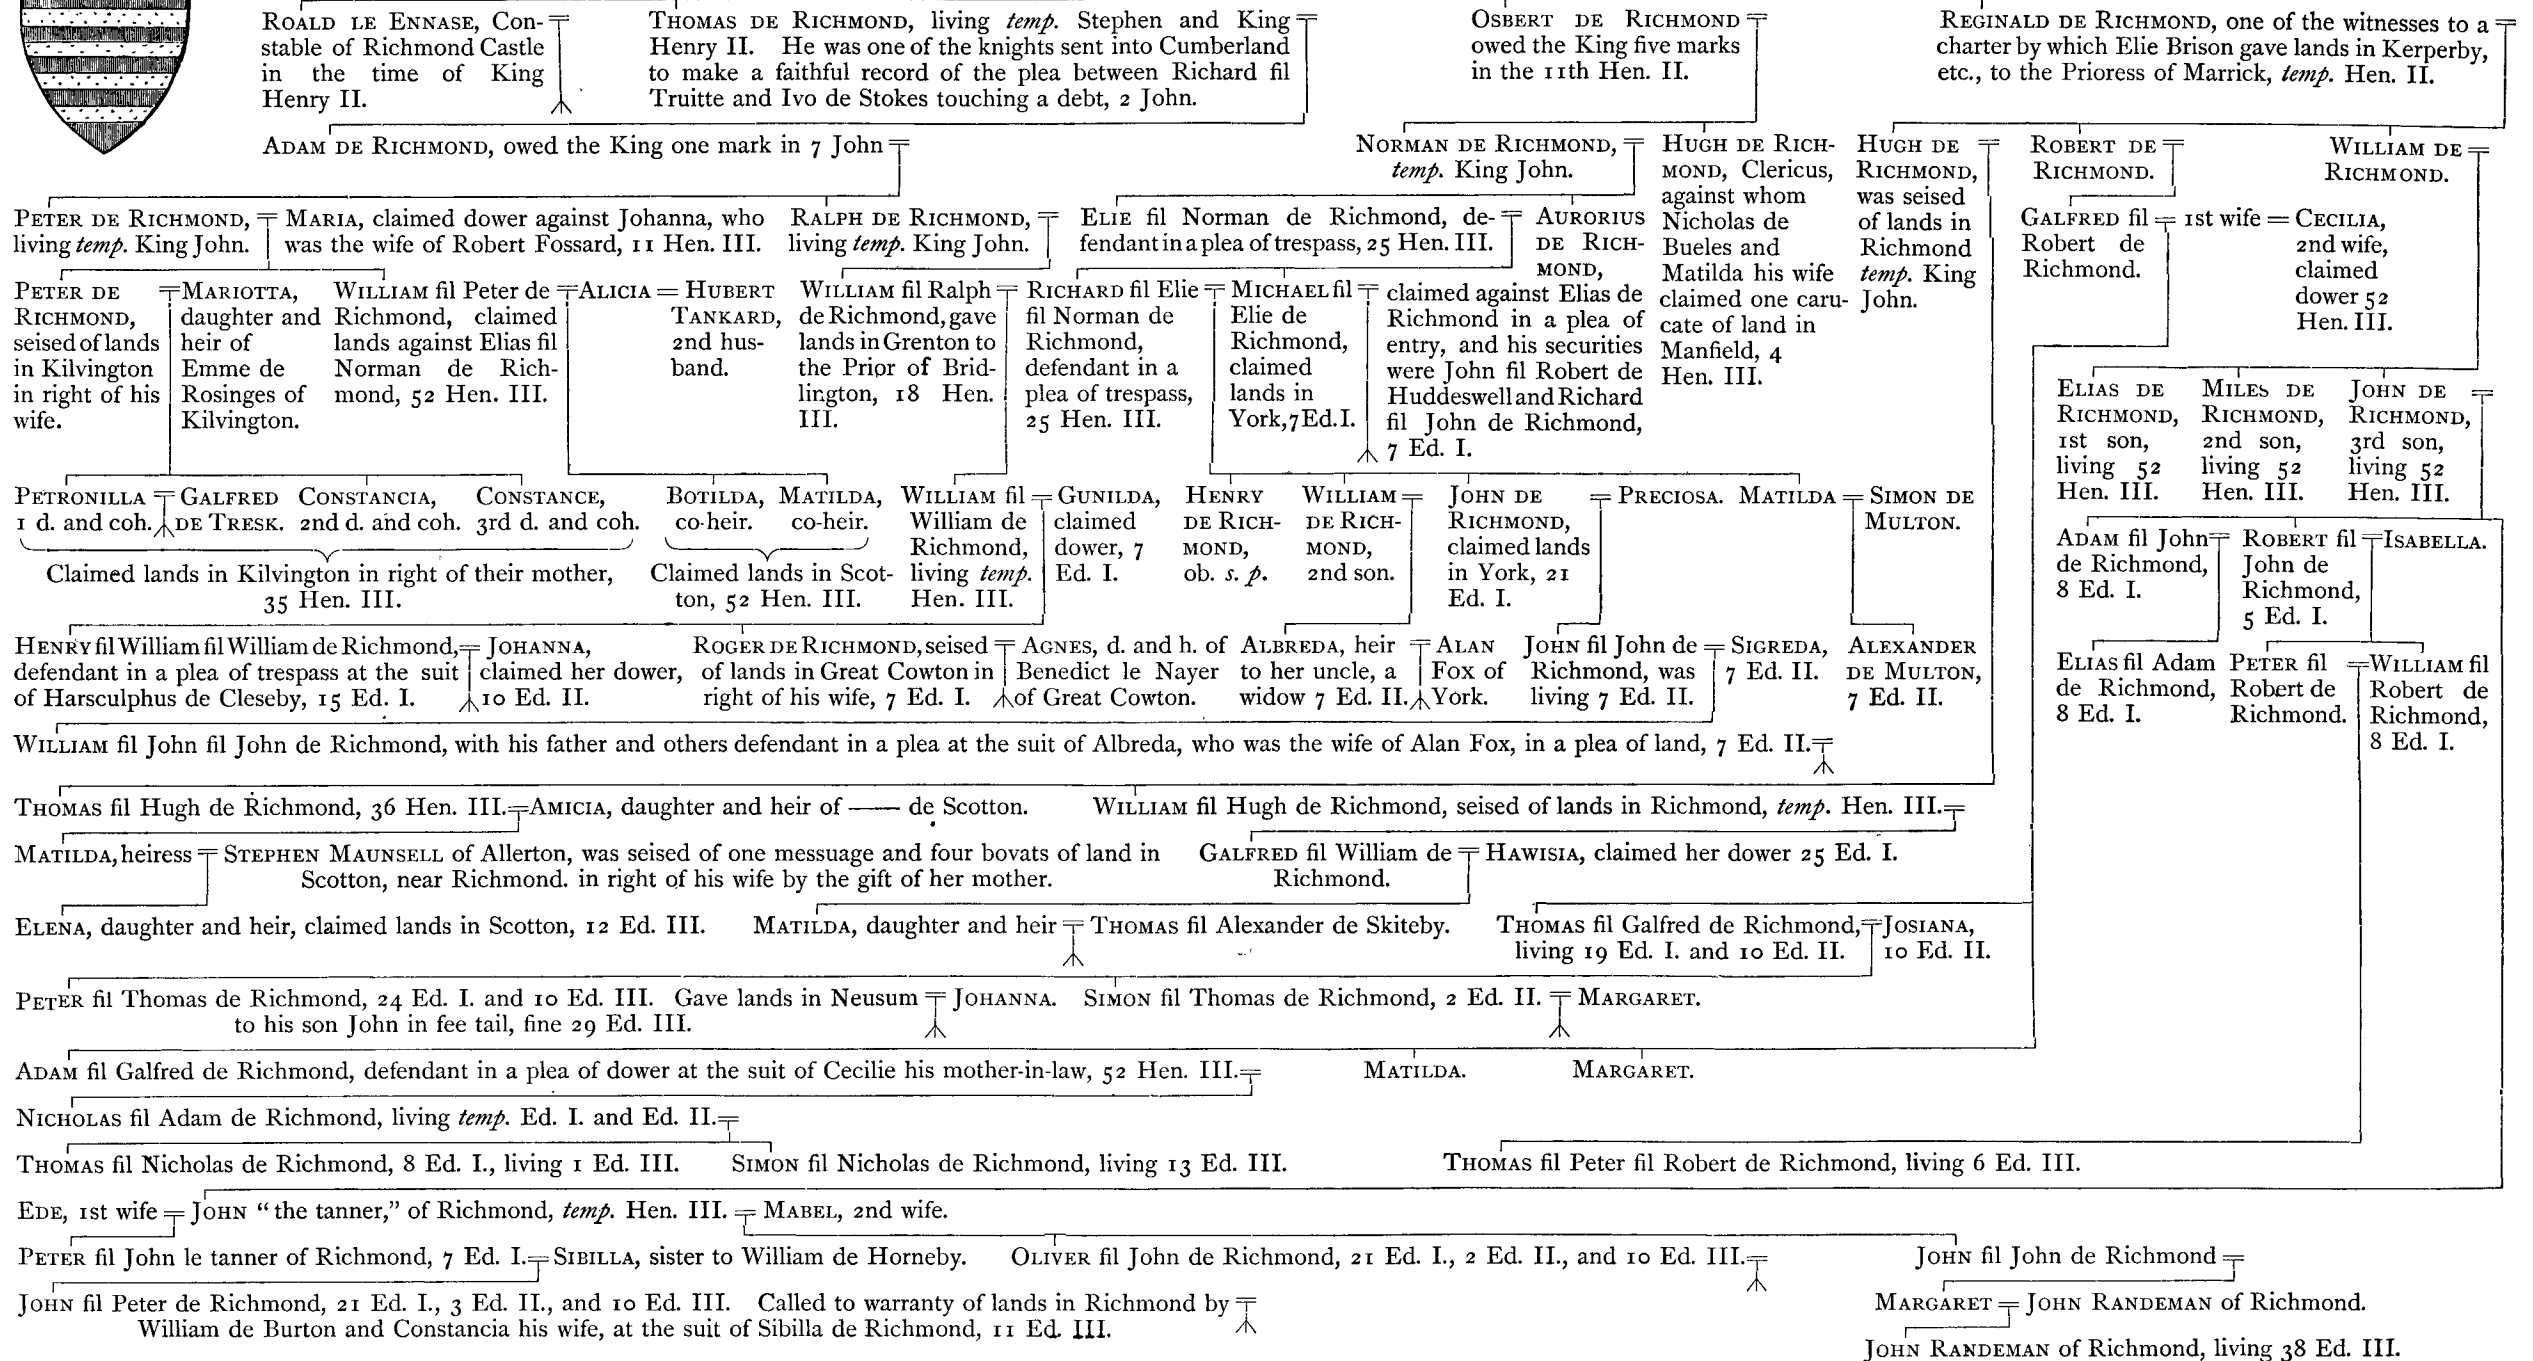 ROALD LE ENNASE, Con-
stable of Richmond Castle
in the time of King
Henry II.
THOMAS DE RICHMOND, living temp. Stephen and King
Henry II. He was one of the knights sent into Cumberland
to make a faithful record of the plea between Richard fil
Truitte and Ivo de Stokes touching a debt, 2 John.
OSBERT DE RICHMOND
owed the King five marks
in the 11th Hen. II.
REGINALD DE RICHMOND, one of the witnesses to a
charter by which Elie Brison gave lands in Kerperby,
etc., to the Prioress of Marrick, temp. Hen. II.
ADAM DE RICHMOND, owed the King one mark in 7 John
NORMAN DE RICHMOND,
temp. King John.
HUGH DE RICH-
MOND, Clericus,
against whom
Nicholas de
Bueles and
Matilda his wife
claimed one caru-
cate of land in
Manfield, 4
Hen. III.
HUGH DE
RICHMOND,
was seised
of lands in
Richmond
temp. King
John.
ROBERT DE
RICHMOND.
WILLIAM DE
RICHMOND.
PETER DE RICHMOND,
living temp. King John.
MARIA, claimed dower against Johanna, who
was the wife of Robert Fossard, 11 Hen. III.
RALPH DE RICHMOND,
living temp. King John.
ELIE fil Norman de Richmond, de-
fendant in a plea of trespass, 25 Hen. III.
AURORIUS
DE RICH-
MOND,
claimed against Elias de
Richmond in a plea of
entry, and his securities
were John fil Robert de
Huddeswell and Richard
fil John de Richmond,
7 Ed. I.
GALFRED fil
Robert de
Richmond.
1st wife =
CECILIA,
2nd wife,
claimed
dower 52
Hen. III.
PETER DE
RICHMOND,
seised of lands
in Kilvington
in right of his
wife.
MARIOTTA,
daughter and
heir of
Emme de
Rosinges of
Kilvington.
WILLIAM fil Peter de
Richmond, claimed
lands against Elias fil
Norman de Rich-
mond, 52 Hen. III.
ALICIA =
HUBERT
TANKARD,
2nd hus-
band.
WILLIAM fil Ralph
de Richmond, gave
lands in Grenton to
the Prior of Brid-
lington, 18 Hen.
III.
RICHARD fil Elie
fil Norman de
Richmond,
defendant in a
plea of trespass,
25 Hen. III.
MICHAEL fil
Elie de
Richmond,
claimed
lands in
York, 7 Ed. I.
ELIAS DE
RICHMOND,
1st son,
living 52
Hen. III.
MILES DE
RICHMOND,
2nd son,
living 52
Hen. III.
JOHN DE
RICHMOND,
3rd son,
living 52
Hen. III.
PETRONILLA
1 d. and coh.
GALFRED
DE TRESK.
CONSTANCIA,
2nd d. and coh.
CONSTANCE,
3rd d. and coh.
Claimed lands in Kilvington in right of their mother,
35 Hen. III.
BOTILDA,
co-heir.
MATILDA,
co-heir.
Claimed lands in Scot-
ton, 52 Hen. III.
WILLIAM fil
William de
Richmond,
living temp.
Hen. III.
GUNILDA,
claimed
dower, 7
Ed. I.
HENRY
DE RICH-
MOND,
ob. s. p.
WILLIAM
DE RICH-
MOND,
2nd son.
JOHN DE
RICHMOND,
claimed lands
in York, 21
Ed. I.
PRECIOSA.
MATILDA
SIMON DE
MULTON.
ADAM fil John
de Richmond,
8 Ed. I.
ROBERT fil
John de
Richmond,
5 Ed. I.
ISABELLA.
HENRY fil William fil William de Richmond,
defendant in a plea of trespass at the suit
of Harsculphus de Cleseby, 15 Ed. I.
JOHANNA,
claimed her dower,
10 Ed. II.
ROGER DE RICHMOND, seised
of lands in Great Cowton in
right of his wife, 7 Ed. I.
AGNES, d. and h. of
Benedict le Nayer
of Great Cowton.
ALBREDA, heir
to her uncle, a
widow 7 Ed. II.
ALAN
Fox of
York.
JOHN fil John de
Richmond, was
living 7 Ed. II.
SIGREDA,
7 Ed. II.
ALEXANDER
DE MULTON,
7 Ed. II.
ELIAS fil Adam
de Richmond,
8 Ed. I.
PETER fil
Robert de
Richmond.
WILLIAM fil
Robert de
Richmond,
8 Ed. I.
WILLIAM fil John fil John de Richmond, with his father and others defendant in a plea at the suit of Albreda, who was the wife of Alan Fox, in a plea of land, 7 Ed. II.
THOMAS fil Hugh de Richmond, 36 Hen. III.
AMICIA, daughter and heir of —— de Scotton.
WILLIAM fil Hugh de Richmond, seised of lands in Richmond, temp. Hen. III.
MATILDA, heiress
STEPHEN MAUNSELL of Allerton, was seised of one messuage and four bovats of land in
Scotton, near Richmond. in right of his wife by the gift of her mother.
GALFRED fil William de
Richmond.
HAWISIA, claimed her dower 25 Ed. I.
ELENA, daughter and heir, claimed lands in Scotton, 12 Ed. III.
MATILDA, daughter and heir
THOMAS fil Alexander de Skiteby.
THOMAS fil Galfred de Richmond,
living 19 Ed. I. and 10 Ed. II.
JOSIANA,
10 Ed. II.
PETER fil Thomas de Richmond, 24 Ed. I. and 10 Ed. III. Gave lands in Neusum
to his son John in fee tail, fine 29 Ed. III.
JOHANNA.
SIMON fil Thomas de Richmond, 2 Ed. II.
MARGARET.
ADAM fil Galfred de Richmond, defendant in a plea of dower at the suit of Cecilie his mother-in-law, 52 Hen. III.
MATILDA.
MARGARET.
NICHOLAS fil Adam de Richmond, living temp. Ed. I. and Ed. II.
THOMAS fil Nicholas de Richmond, 8 Ed. I., living 1 Ed. III.
SIMON fil Nicholas de Richmond, living 13 Ed. III.
THOMAS fil Peter fil Robert de Richmond, living 6 Ed. III.
EDE, 1st wife
JOHN "the tanner," of Richmond, temp. Hen. III.
MABEL, 2nd wife.
PETER fil John le tanner of Richmond, 7 Ed. I.
SIBILLA, sister to William de Horneby.
OLIVER fil John de Richmond, 21 Ed. I., 2 Ed. II., and 10 Ed. III.
JOHN fil John de Richmond
JOHN fil Peter de Richmond, 21 Ed. I., 3 Ed. II., and 10 Ed. III. Called to warranty of lands in Richmond by
William de Burton and Constancia his wife, at the suit of Sibilla de Richmond, 11 Ed. III.
MARGARET
JOHN RANDEMAN of Richmond.
JOHN RANDEMAN of Richmond, living 38 Ed. III.